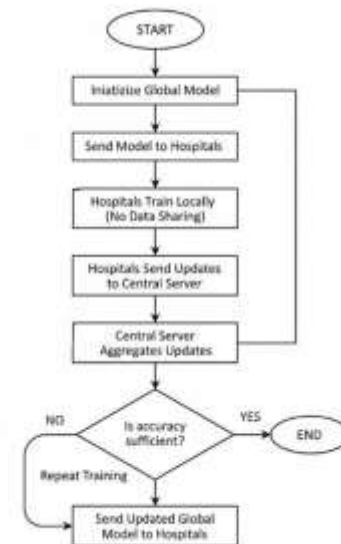 START
Iniatizize Global Model
Send Model to Hospitals
Hospitals Train Locally
(No Data Sharing)
Hospitals Send Updates
to Central Server
Central Server
Aggregates Updates
NO
Is accuracy
sufficient?
YES
END
Repeat Training
Send Updated Global
Model to Hospitals